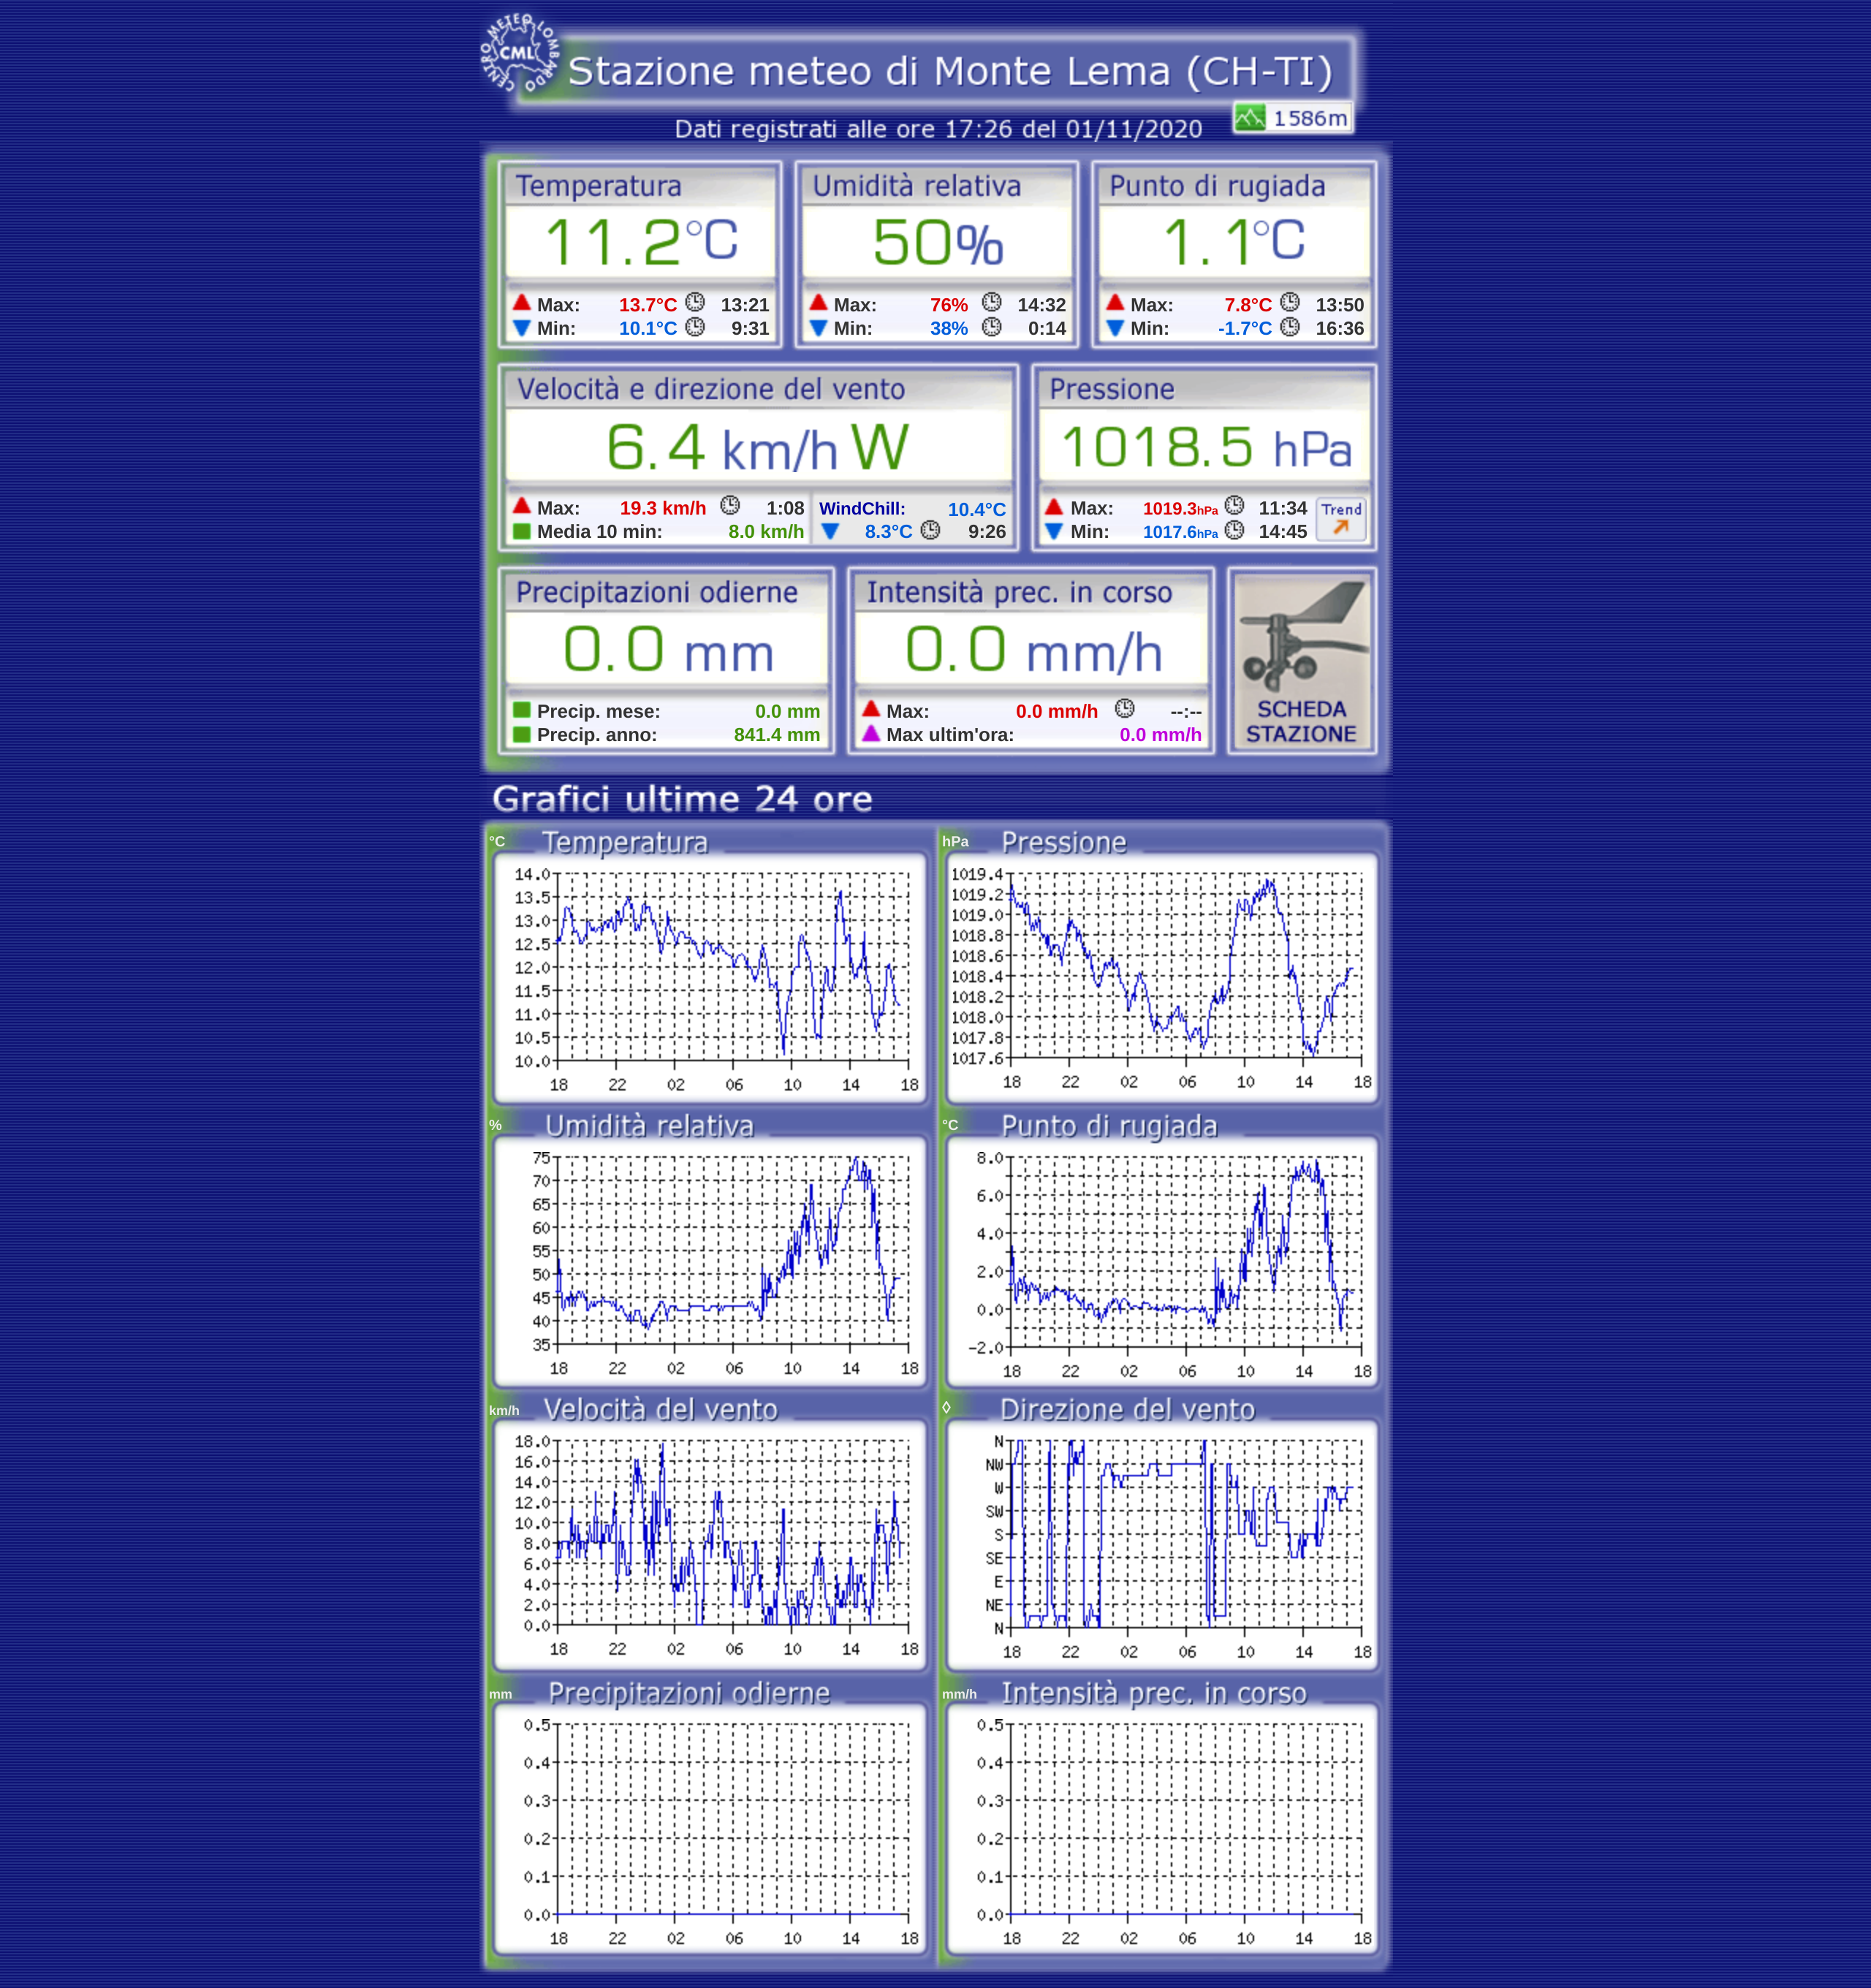 CENTRO METEO LOMBARDO
CML
Stazione meteo di Monte Lema (CH-TI)
1586m
Dati registrati alle ore 17:26 del 01/11/2020
Temperatura
11.2°C
Max: 13.7°C 13:21
Min: 10.1°C 9:31
Umidità relativa
50%
Max: 76% 14:32
Min: 38% 0:14
Punto di rugiada
1.1°C
Max: 7.8°C 13:50
Min: -1.7°C 16:36
Velocità e direzione del vento
6.4 km/h W
Max: 19.3 km/h 1:08
Media 10 min: 8.0 km/h
WindChill: 10.4°C
8.3°C 9:26
Pressione
1018.5 hPa
Max: 1019.3hPa 11:34
Min: 1017.6hPa 14:45
Trend
Precipitazioni odierne
0.0 mm
Precip. mese: 0.0 mm
Precip. anno: 841.4 mm
Intensità prec. in corso
0.0 mm/h
Max: 0.0 mm/h --:--
Max ultim'ora: 0.0 mm/h
SCHEDA
STAZIONE
Grafici ultime 24 ore
°C Temperatura
14.0
13.5
13.0
12.5
12.0
11.5
11.0
10.5
10.0
18 22 02 06 10 14 18
hPa Pressione
1019.4
1019.2
1019.0
1018.8
1018.6
1018.4
1018.2
1018.0
1017.8
1017.6
18 22 02 06 10 14 18
% Umidità relativa
75
70
65
60
55
50
45
40
35
18 22 02 06 10 14 18
°C Punto di rugiada
8.0
6.0
4.0
2.0
0.0
-2.0
18 22 02 06 10 14 18
km/h Velocità del vento
18.0
16.0
14.0
12.0
10.0
8.0
6.0
4.0
2.0
0.0
18 22 02 06 10 14 18
◊ Direzione del vento
N
NW
W
SW
S
SE
E
NE
N
18 22 02 06 10 14 18
mm Precipitazioni odierne
0.5
0.4
0.3
0.2
0.1
0.0
18 22 02 06 10 14 18
mm/h Intensità prec. in corso
0.5
0.4
0.3
0.2
0.1
0.0
18 22 02 06 10 14 18